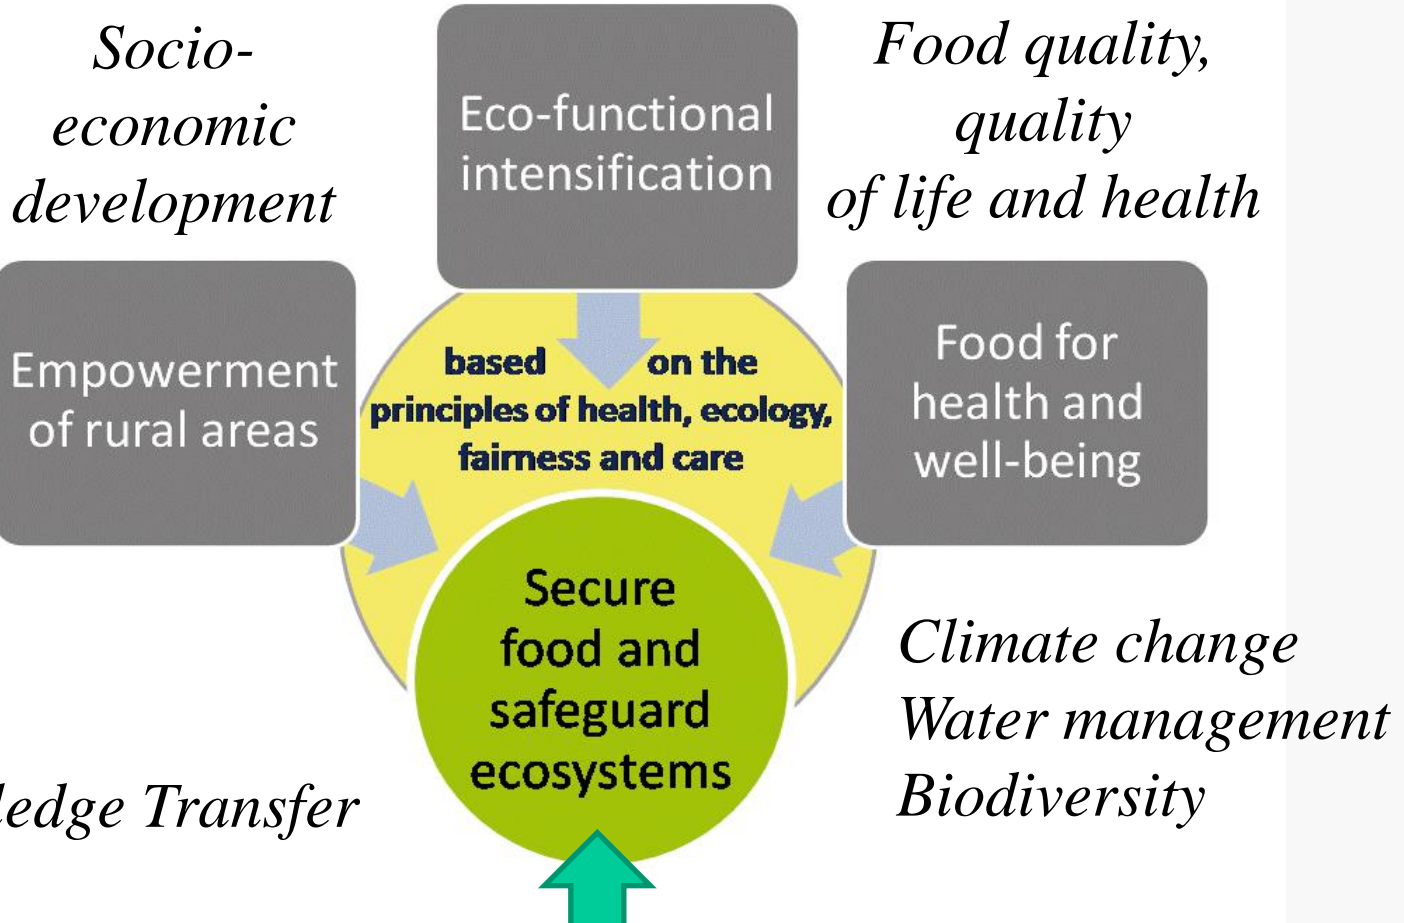 Socio-
economic
development
Eco-functional
intensification
Food quality,
quality
of life and health
Empowerment
of rural areas
based on the
principles of health, ecology,
fairness and care
Food for
health and
well-being
Secure
food and
safeguard
ecosystems
Climate change
Water management
Biodiversity
Transfer